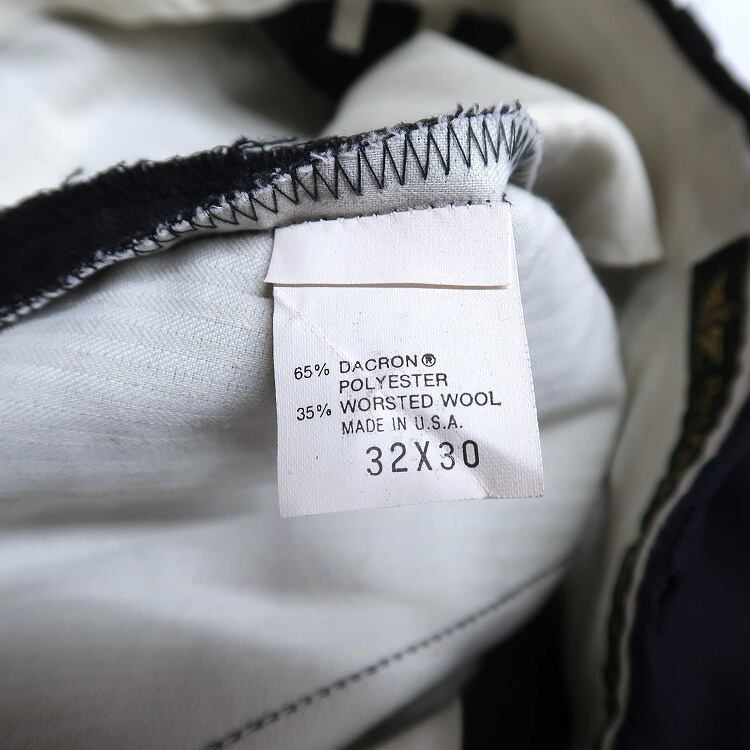 65% DACRON®
POLYESTER
35% WORSTED WOOL
MADE IN U.S.A.
32X30